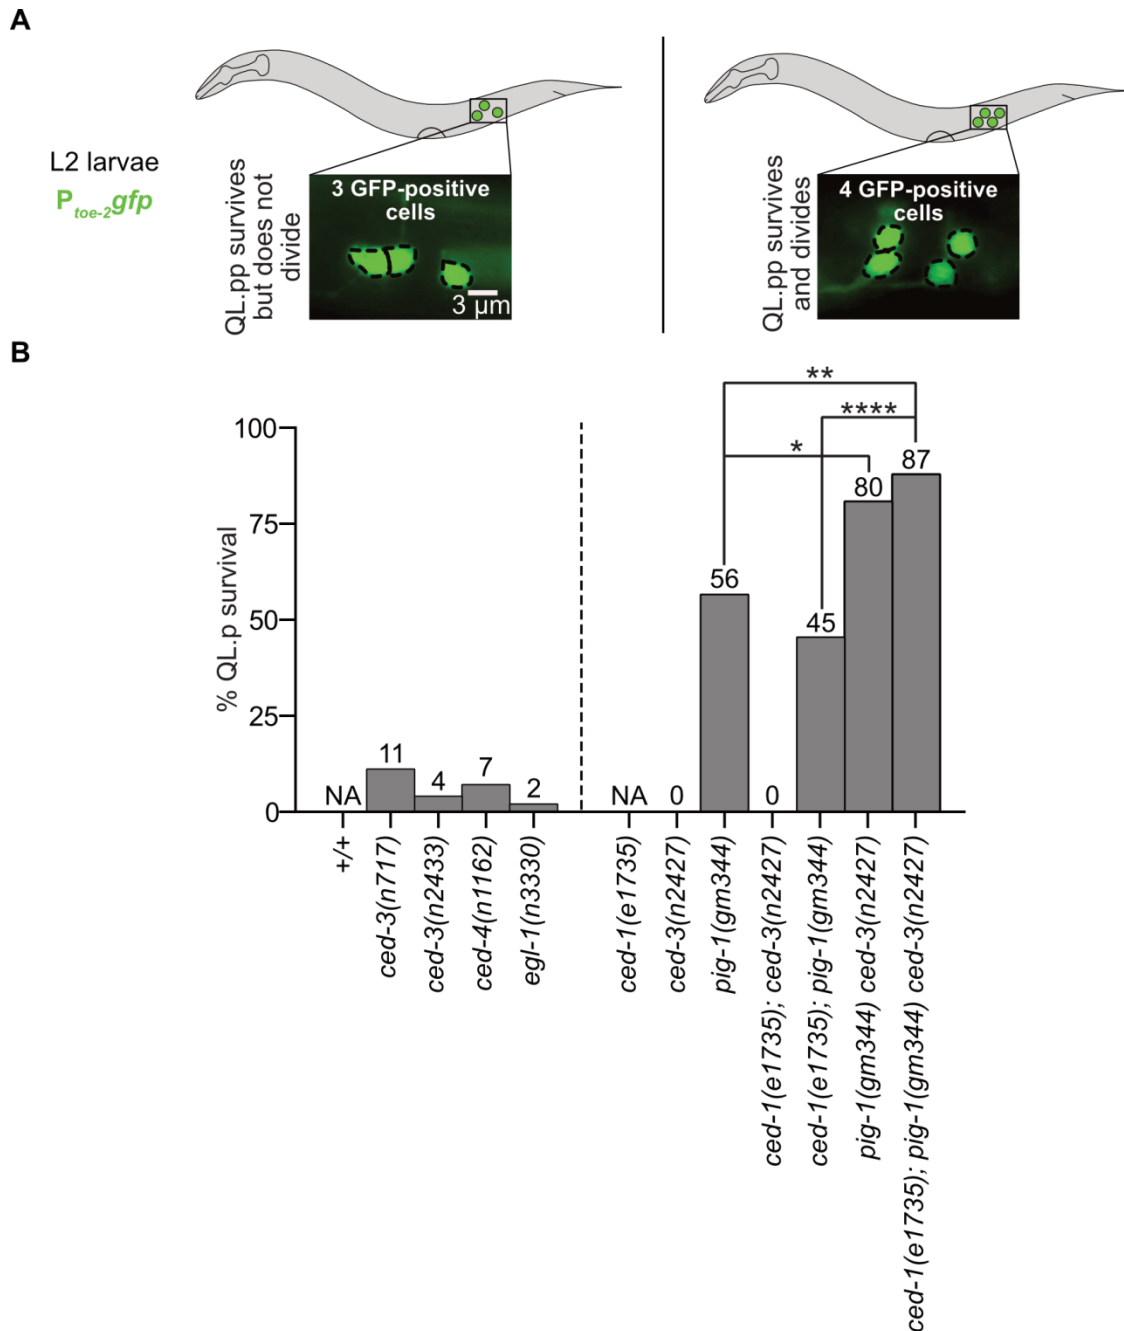 A
L2 larvae
Ptoe-2gfp
QL.pp survives
but does not
divide
3 GFP-positive
cells
3 µm
QL.pp survives
and divides
4 GFP-positive
cells
B
% QL.p survival
100
75
50
25
0
NA
11
4
7
2
NA
0
56
0
45
80
87
**
****
*
+/+
ced-3(n717)
ced-3(n2433)
ced-4(n1162)
egl-1(n3330)
ced-1(e1735)
ced-3(n2427)
pig-1(gm344)
ced-1(e1735); ced-3(n2427)
ced-1(e1735); pig-1(gm344)
pig-1(gm344) ced-3(n2427)
ced-1(e1735); pig-1(gm344) ced-3(n2427)